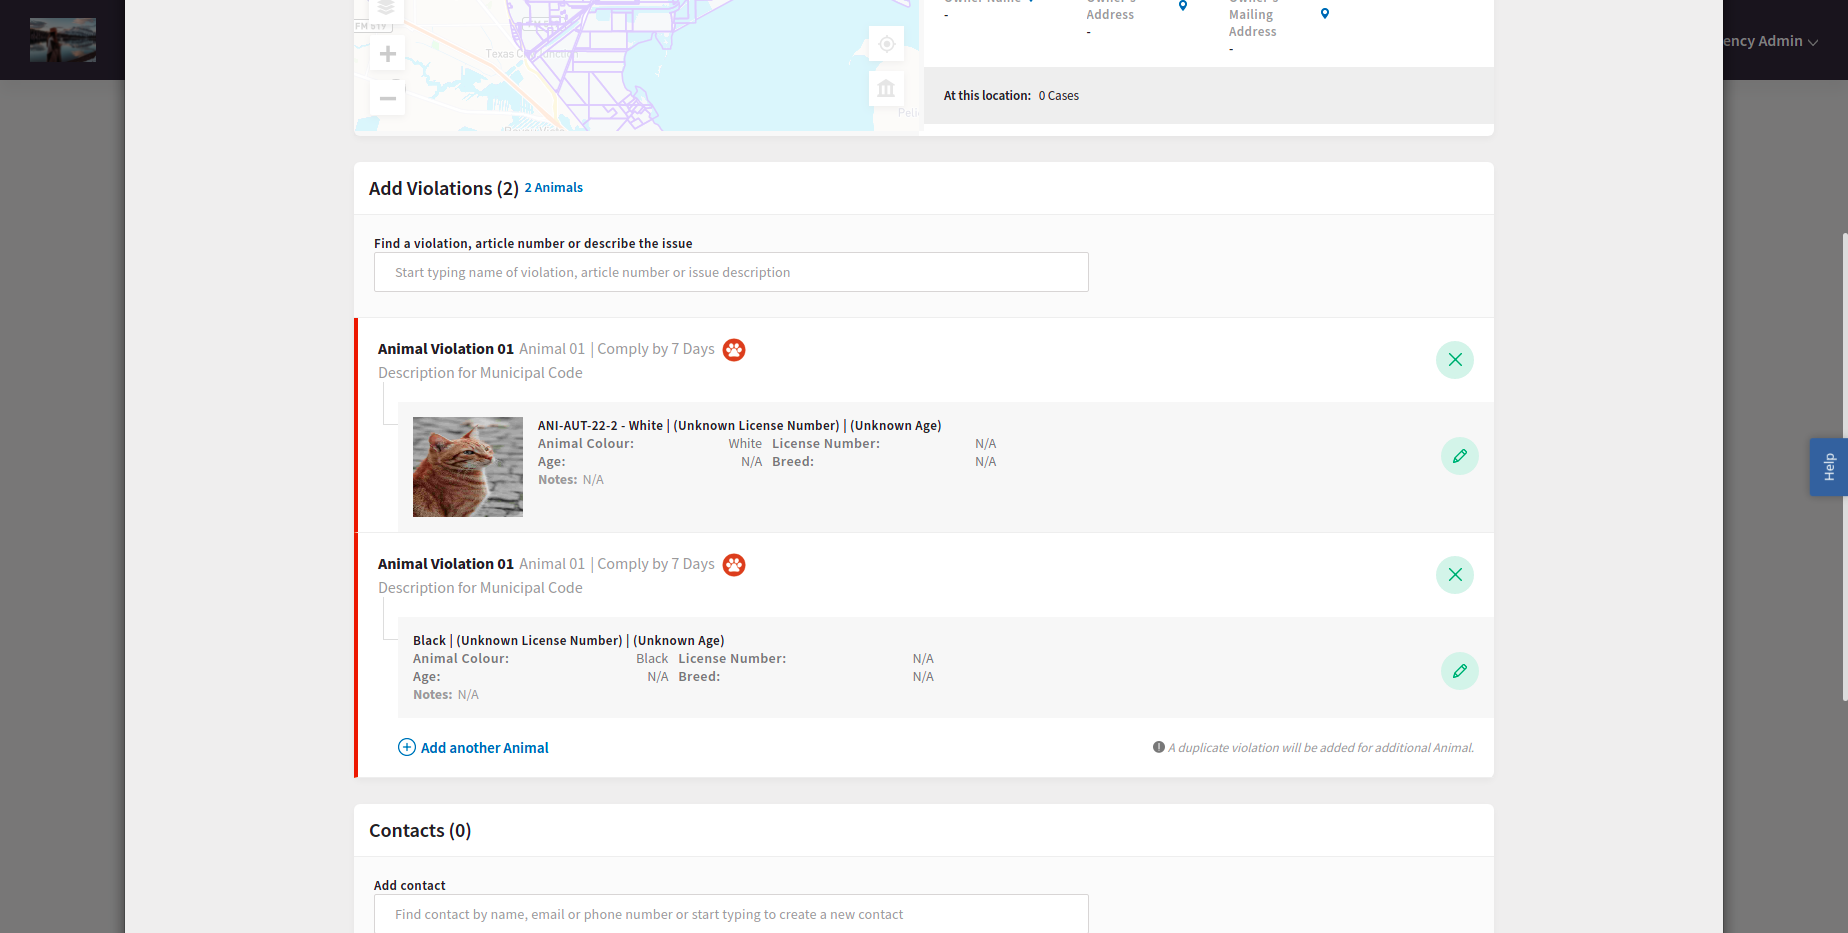 FM 519
Texas City Junction
Owner Name
-
Owner's
Address
-
Owner's
Mailing
Address
-
ency Admin
At this location: 0 Cases
Add Violations (2) 2 Animals
Find a violation, article number or describe the issue
Start typing name of violation, article number or issue description
Animal Violation 01 Animal 01 | Comply by 7 Days
Description for Municipal Code
ANI-AUT-22-2 - White | (Unknown License Number) | (Unknown Age)
Animal Colour: White License Number: N/A
Age: N/A Breed: N/A
Notes: N/A
Help
Animal Violation 01 Animal 01 | Comply by 7 Days
Description for Municipal Code
Black | (Unknown License Number) | (Unknown Age)
Animal Colour: Black License Number: N/A
Age: N/A Breed: N/A
Notes: N/A
Add another Animal
A duplicate violation will be added for additional Animal.
Contacts (0)
Add contact
Find contact by name, email or phone number or start typing to create a new contact